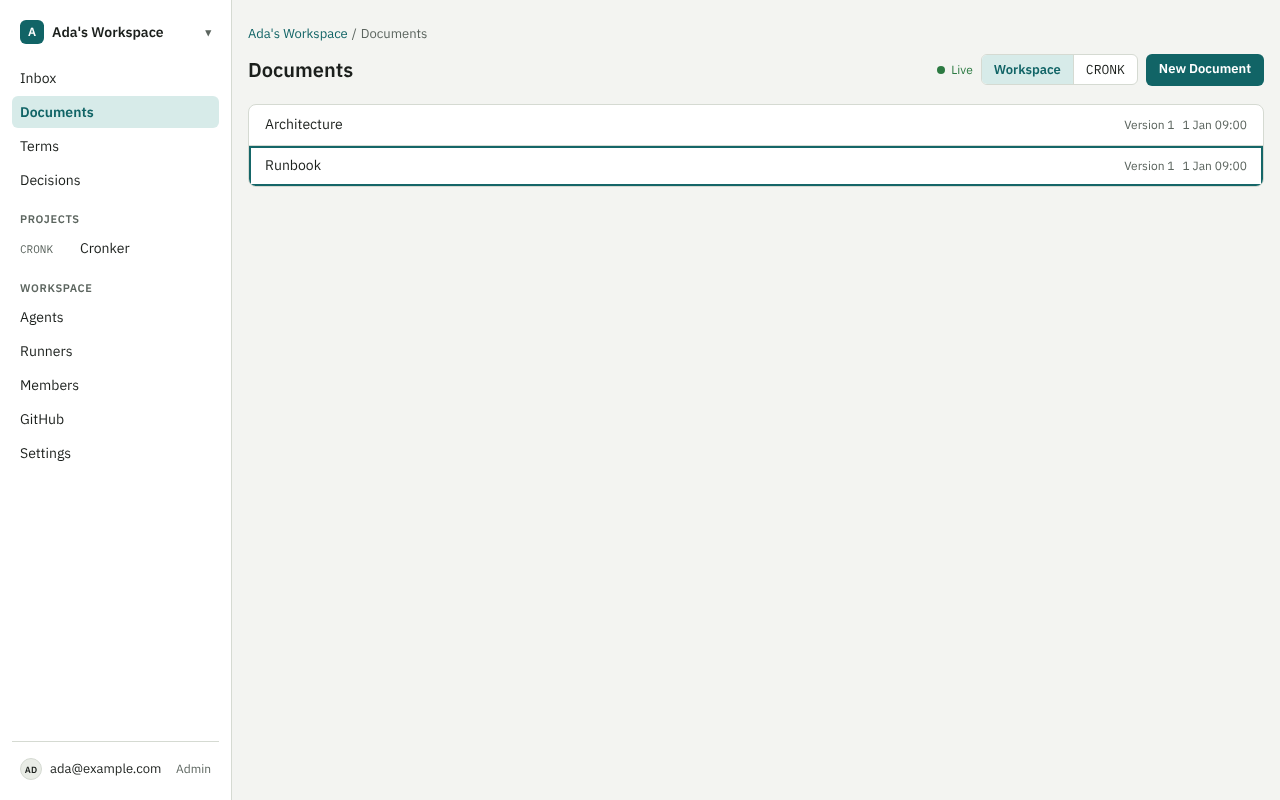 A Ada's Workspace ▾
Inbox
Documents
Terms
Decisions
PROJECTS
CRONK Cronker
WORKSPACE
Agents
Runners
Members
GitHub
Settings
AD ada@example.com Admin
Ada's Workspace / Documents
Documents
Live Workspace CRONK New Document
Architecture Version 1 1 Jan 09:00
Runbook Version 1 1 Jan 09:00